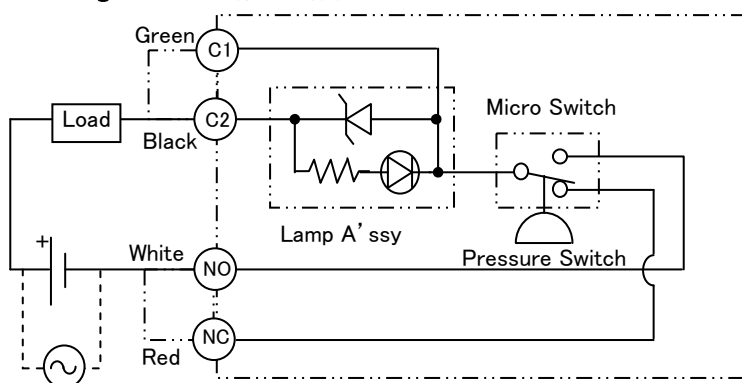 Green
C1
Load
C2
Black
Micro Switch
Lamp A'ssy
Pressure Switch
+
White
NO
NC
Red